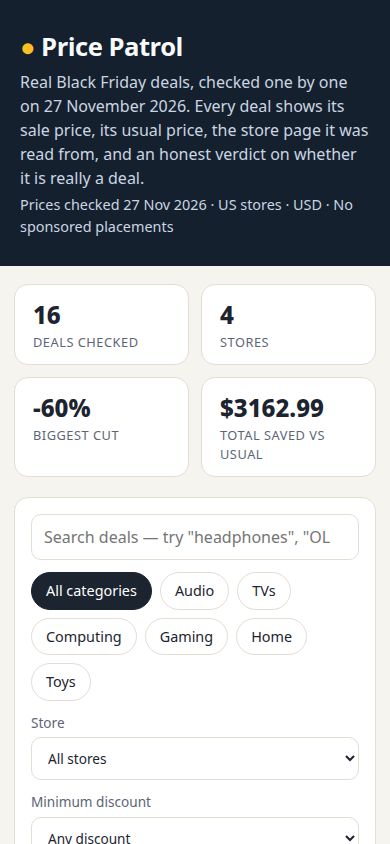 Price Patrol
Real Black Friday deals, checked one by one
on 27 November 2026. Every deal shows its
sale price, its usual price, the store page it was
read from, and an honest verdict on whether
it is really a deal.
Prices checked 27 Nov 2026 · US stores · USD · No
sponsored placements
16
DEALS CHECKED
4
STORES
-60%
BIGGEST CUT
$3162.99
TOTAL SAVED VS
USUAL
Search deals — try "headphones", "OL
All categories
Audio
TVs
Computing
Gaming
Home
Toys
Store
All stores
Minimum discount
Any discount